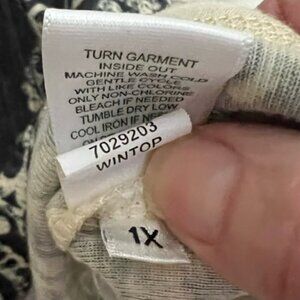 TURN GARMENT
INSIDE OUT
MACHINE WASH COLD
GENTLE CYCLE
WITH LIKE COLORS
ONLY NON-CHLORINE
BLEACH IF NEEDED
TUMBLE DRY LOW
COOL IRON IF NEEDED
7029203
WINTOP
1X